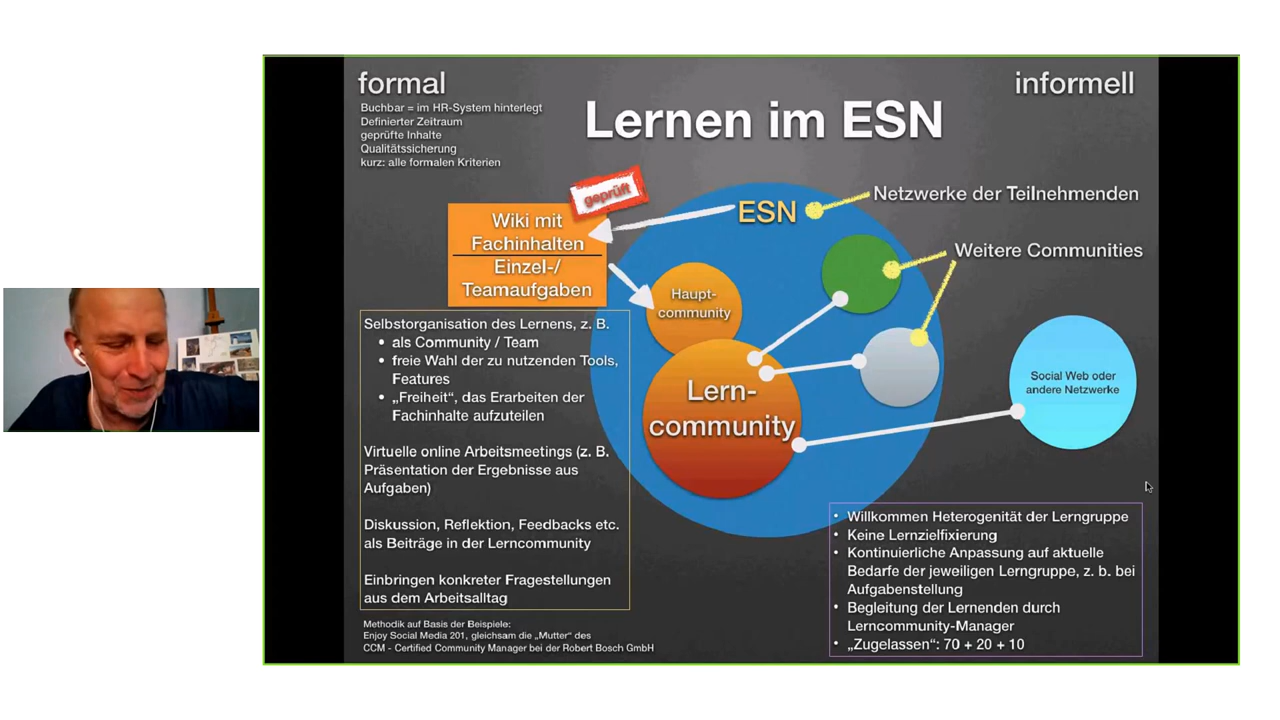 formal
informell
Buchbar = im HR-System hinterlegt
Definierter Zeitraum
geprüfte Inhalte
Qualitätssicherung
kurz: alle formalen Kriterien
Lernen im ESN
geprüft
Wiki mit
Fachinhalten
Einzel-/
Teamaufgaben
ESN
Netzwerke der Teilnehmenden
Weitere Communities
Haupt-
community
Lern-
community
Social Web oder
andere Netzwerke
Selbstorganisation des Lernens, z. B.
• als Community / Team
• freie Wahl der zu nutzenden Tools,
Features
• „Freiheit“, das Erarbeiten der
Fachinhalte aufzuteilen
Virtuelle online Arbeitsmeetings (z. B.
Präsentation der Ergebnisse aus
Aufgaben)
Diskussion, Reflektion, Feedbacks etc.
als Beiträge in der Lerncommunity
Einbringen konkreter Fragestellungen
aus dem Arbeitsalltag
• Willkommen Heterogenität der Lerngruppe
• Keine Lernzielfixierung
• Kontinuierliche Anpassung auf aktuelle
Bedarfe der jeweiligen Lerngruppe, z. b. bei
Aufgabenstellung
• Begleitung der Lernenden durch
Lerncommunity-Manager
• „Zugelassen“: 70 + 20 + 10
Methodik auf Basis der Beispiele:
Enjoy Social Media 201, gleichsam die „Mutter“ des
CCM - Certified Community Manager bei der Robert Bosch GmbH